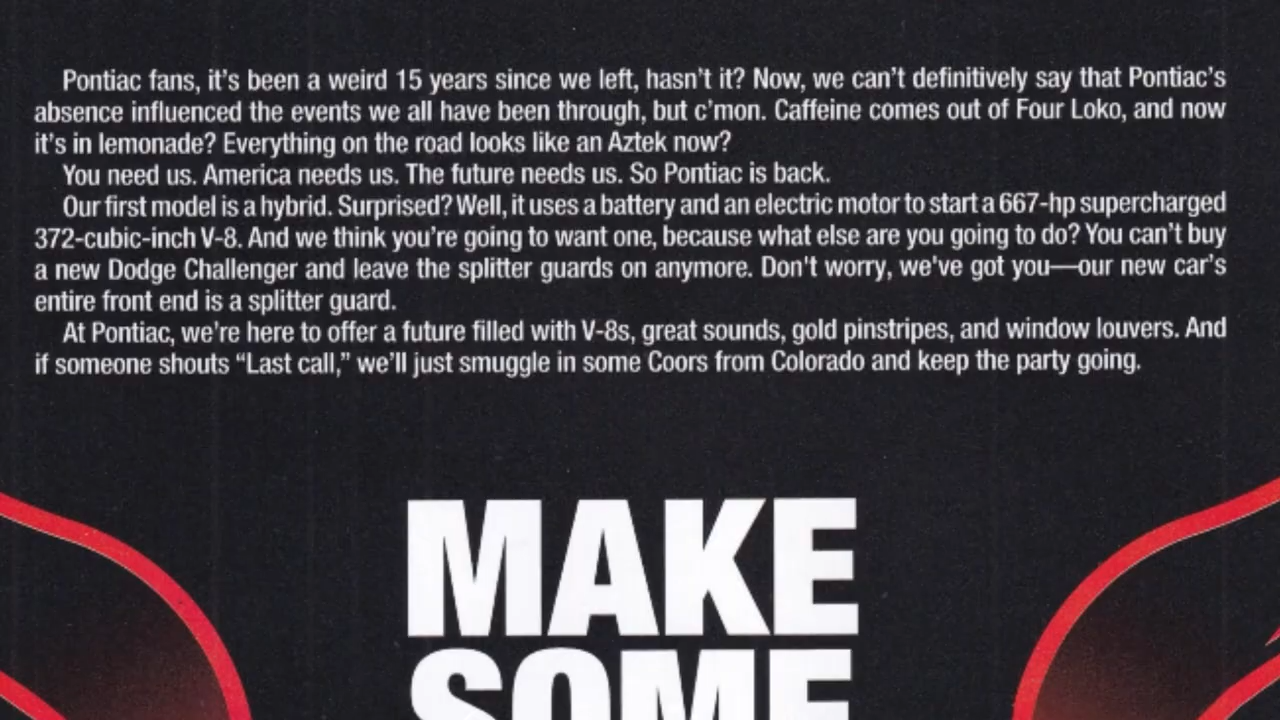 Pontiac fans, it’s been a weird 15 years since we left, hasn’t it? Now, we can’t definitively say that Pontiac’s
absence influenced the events we all have been through, but c’mon. Caffeine comes out of Four Loko, and now
it’s in lemonade? Everything on the road looks like an Aztek now?
You need us. America needs us. The future needs us. So Pontiac is back.
Our first model is a hybrid. Surprised? Well, it uses a battery and an electric motor to start a 667-hp supercharged
372-cubic-inch V-8. And we think you’re going to want one, because what else are you going to do? You can’t buy
a new Dodge Challenger and leave the splitter guards on anymore. Don't worry, we've got you—our new car’s
entire front end is a splitter guard.
At Pontiac, we’re here to offer a future filled with V-8s, great sounds, gold pinstripes, and window louvers. And
if someone shouts “Last call,” we’ll just smuggle in some Coors from Colorado and keep the party going.
MAKE
SOME